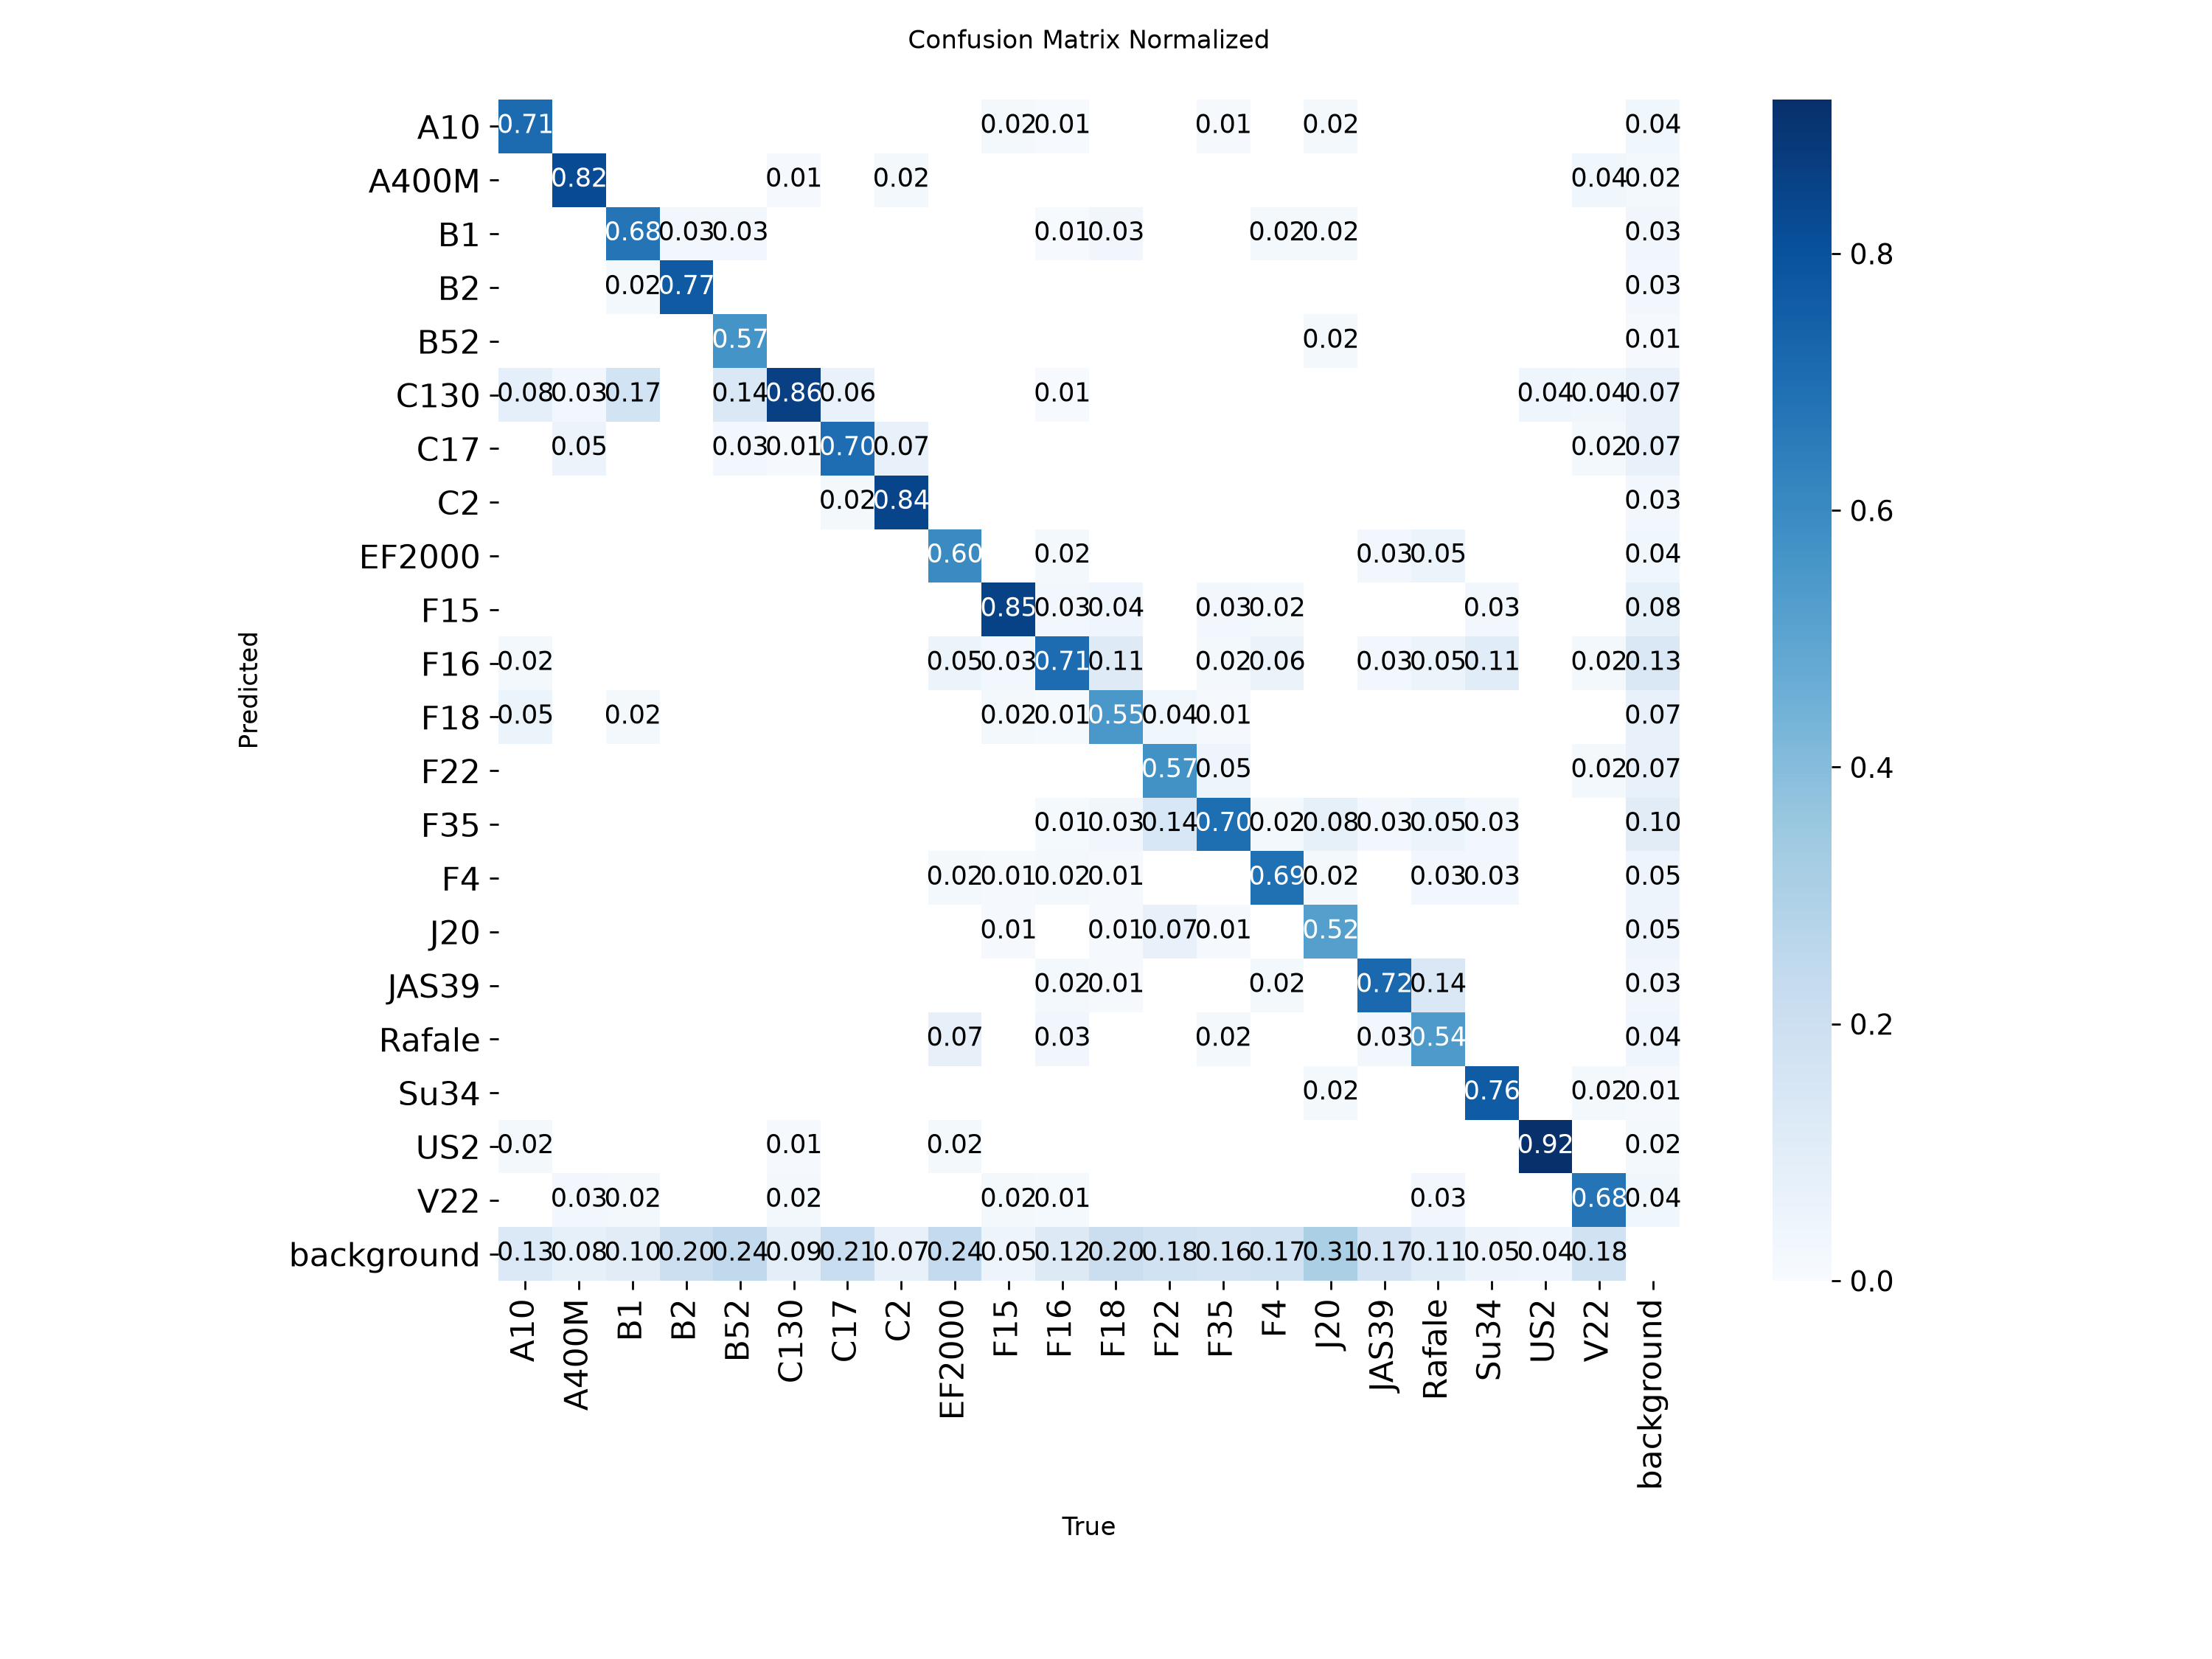 Confusion Matrix Normalized
A10 0.71 0.02 0.01 0.01 0.02 0.04
A400M 0.82 0.01 0.02 0.04 0.02
B1 0.68 0.03 0.03 0.01 0.03 0.02 0.02 0.03
0.8
B2 0.02 0.77 0.03
B52 0.57 0.02 0.01
C130 0.08 0.03 0.17 0.14 0.86 0.06 0.01 0.04 0.04 0.07
C17 0.05 0.03 0.01 0.70 0.07 0.02 0.07
C2 0.02 0.84 0.03
0.6
EF2000 0.60 0.02 0.03 0.05 0.04
F15 0.85 0.03 0.04 0.03 0.02 0.03 0.08
F16 0.02 0.05 0.03 0.71 0.11 0.02 0.06 0.03 0.05 0.11 0.02 0.13
Predicted
F18 0.05 0.02 0.02 0.01 0.55 0.04 0.01 0.07
F22 0.57 0.05 0.02 0.07
0.4
F35 0.01 0.03 0.14 0.70 0.02 0.08 0.03 0.05 0.03 0.10
F4 0.02 0.01 0.02 0.01 0.69 0.02 0.03 0.03 0.05
J20 0.01 0.01 0.07 0.01 0.52 0.05
JAS39 0.02 0.01 0.02 0.72 0.14 0.03
Rafale 0.07 0.03 0.02 0.03 0.54 0.04
0.2
Su34 0.02 0.76 0.02 0.01
US2 0.02 0.01 0.02 0.92 0.02
V22 0.03 0.02 0.02 0.02 0.01 0.03 0.68 0.04
background 0.13 0.08 0.10 0.20 0.24 0.09 0.21 0.07 0.24 0.05 0.12 0.20 0.18 0.16 0.17 0.31 0.17 0.11 0.05 0.04 0.18
0.0
A10 A400M B1 B2 B52 C130 C17 C2 EF2000 F15 F16 F18 F22 F35 F4 J20 JAS39 Rafale Su34 US2 V22 background
True